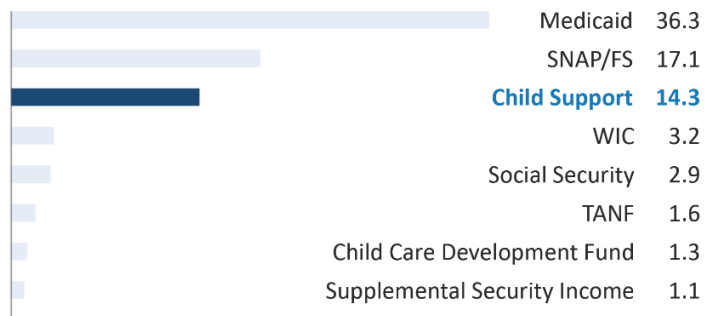 Medicaid 36.3
SNAP/FS 17.1
Child Support 14.3
WIC 3.2
Social Security 2.9
TANF 1.6
Child Care Development Fund 1.3
Supplemental Security Income 1.1